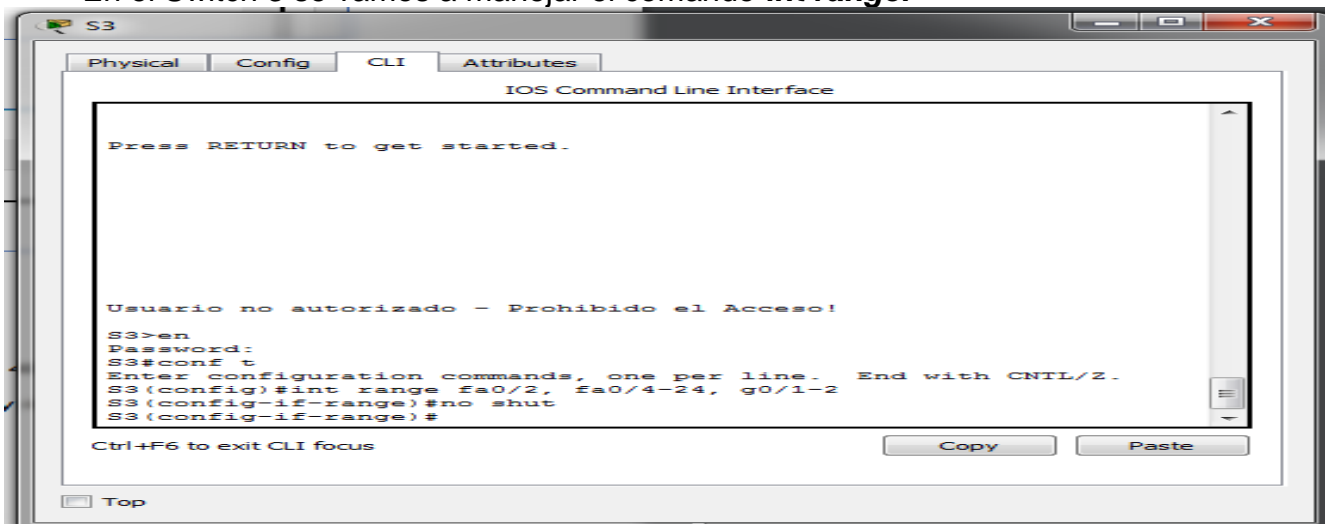 S3
Physical Config CLI Attributes
IOS Command Line Interface
Press RETURN to get started.
Usuario no autorizado - Prohibido el Acceso!
S3>en
Password:
S3#conf t
Enter configuration commands, one per line. End with CNTL/Z.
S3(config)#int range fa0/2, fa0/4-24, g0/1-2
S3(config-if-range)#no shut
S3(config-if-range)#
Ctrl+F6 to exit CLI focus
Copy Paste
Top